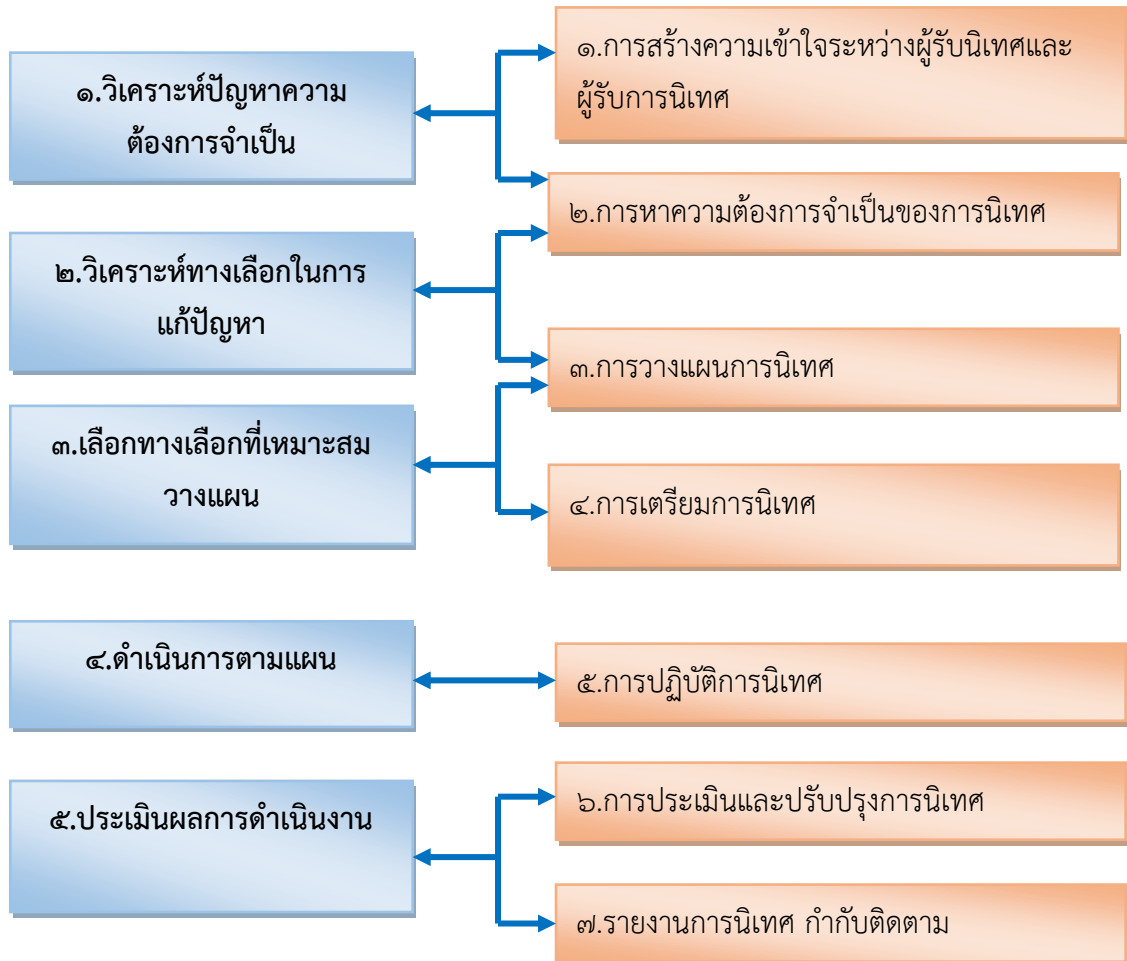 ๑.วิเคราะห์ปัญหาความ
ต้องการจำเป็น
๒.วิเคราะห์ทางเลือกในการ
แก้ปัญหา
๓.เลือกทางเลือกที่เหมาะสม
วางแผน
๔.ดำเนินการตามแผน
๕.ประเมินผลการดำเนินงาน
๑.การสร้างความเข้าใจระหว่างผู้รับนิเทศและ
ผู้รับการนิเทศ
๒.การหาความต้องการจำเป็นของการนิเทศ
๓.การวางแผนการนิเทศ
๔.การเตรียมการนิเทศ
๕.การปฏิบัติการนิเทศ
๖.การประเมินและปรับปรุงการนิเทศ
๗.รายงานการนิเทศ กำกับติดตาม